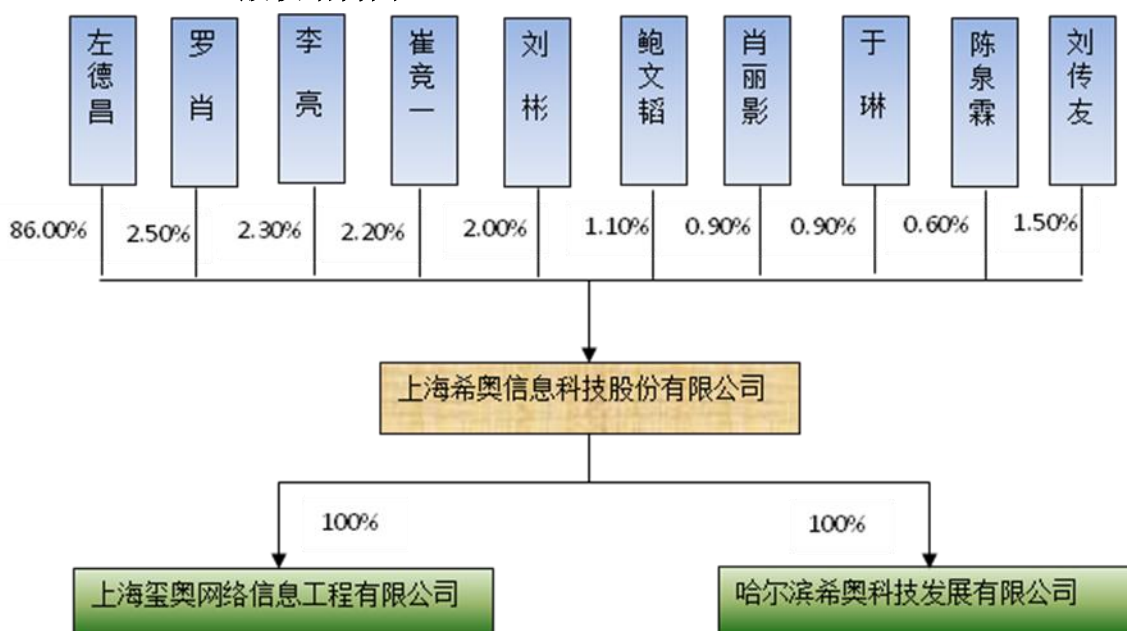 左德昌
罗肖
李亮
崔竞一
刘彬
鲍文韬
肖丽影
于琳
陈泉霖
刘传友
86.00%
2.50%
2.30%
2.20%
2.00%
1.10%
0.90%
0.90%
0.60%
1.50%
上海希奥信息科技股份有限公司
100%
100%
上海玺奥网络信息工程有限公司
哈尔滨希奥科技发展有限公司